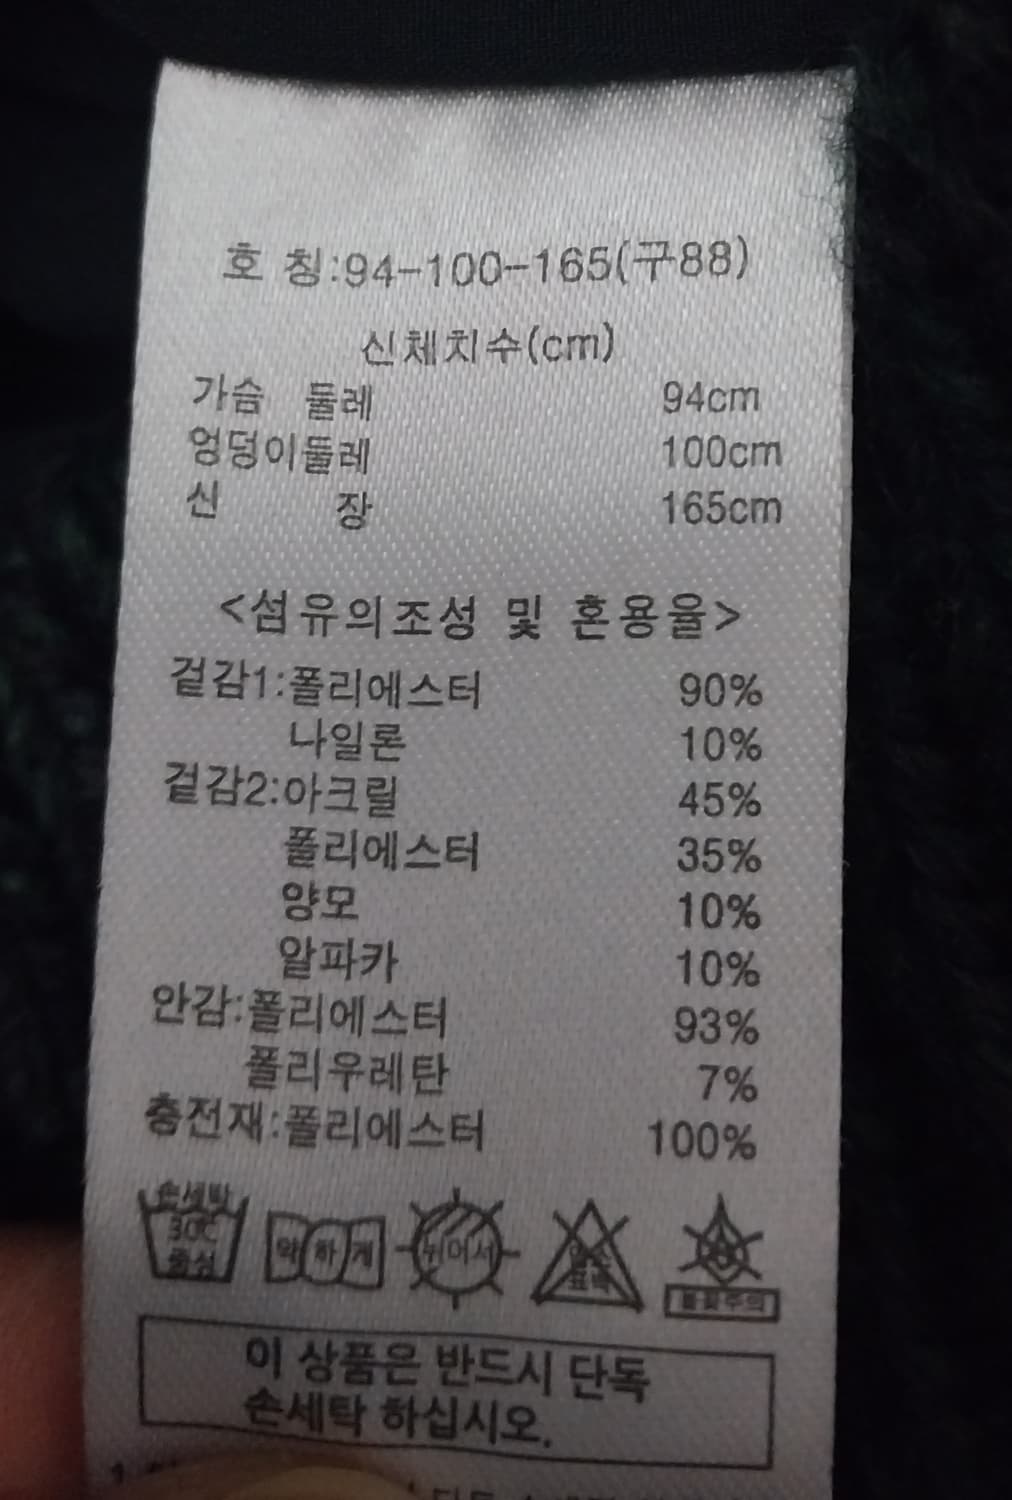 호 칭:94-100-165(구88)
신체치수(cm)
가슴 둘레 94cm
엉덩이둘레 100cm
신 장 165cm
<섬유의조성 및 혼용율>
겉감1:폴리에스터 90%
나일론 10%
겉감2:아크릴 45%
폴리에스터 35%
양모 10%
알파카 10%
안감:폴리에스터 93%
폴리우레탄 7%
충전재:폴리에스터 100%
손세탁
30℃
중성
약하게
뉘어서
염소
표백
불꽃주의
이 상품은 반드시 단독
손세탁 하십시오.